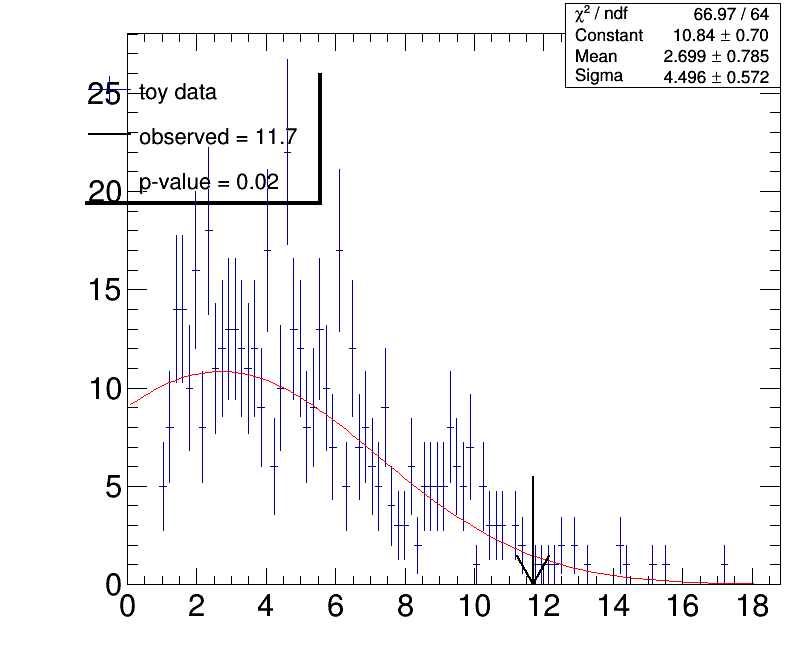 χ² / ndf 66.97 / 64
Constant 10.84 ± 0.70
Mean 2.699 ± 0.785
Sigma 4.496 ± 0.572
25
toy data
observed = 11.7
p-value = 0.02
20
15
10
5
0
0 2 4 6 8 10 12 14 16 18